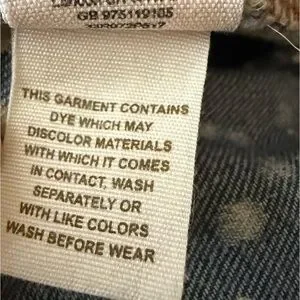 GB 975119165
THIS GARMENT CONTAINS
DYE WHICH MAY
DISCOLOR MATERIALS
WITH WHICH IT COMES
IN CONTACT, WASH
SEPARATELY OR
WITH LIKE COLORS
WASH BEFORE WEAR